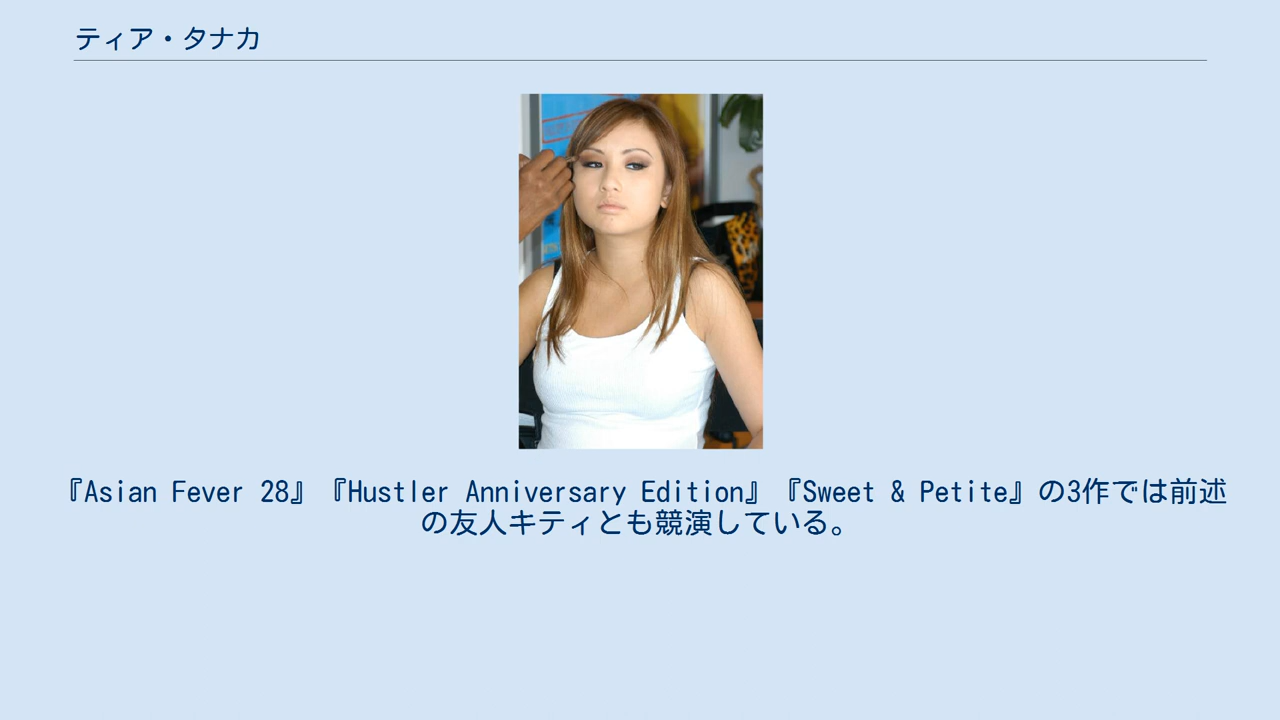 ティア・タナカ
『Asian Fever 28』『Hustler Anniversary Edition』『Sweet & Petite』の3作では前述
の友人キティとも競演している。